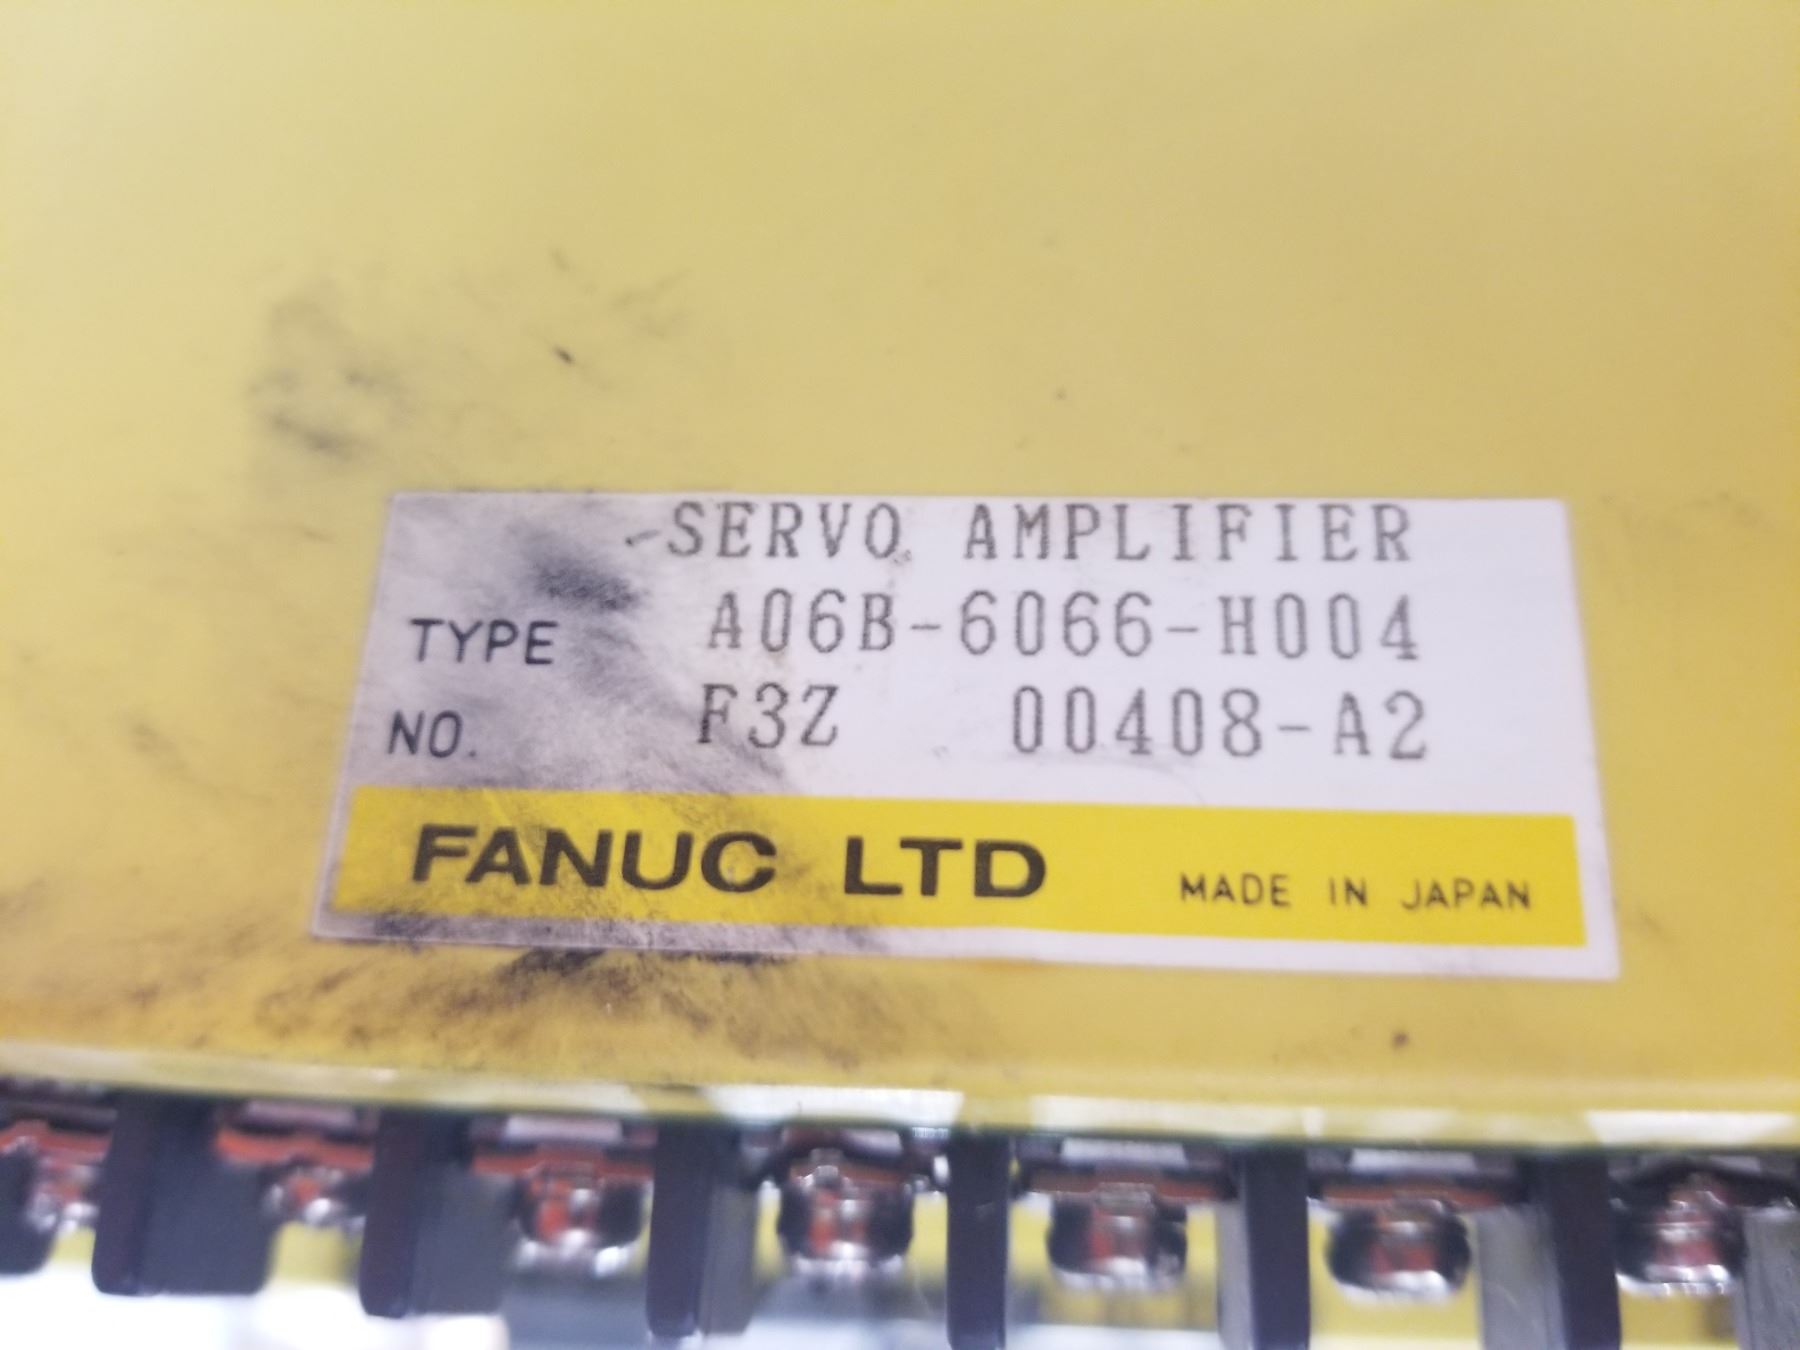 SERVO AMPLIFIER
TYPE A06B-6066-H004
NO. F3Z 00408-A2
FANUC LTD MADE IN JAPAN